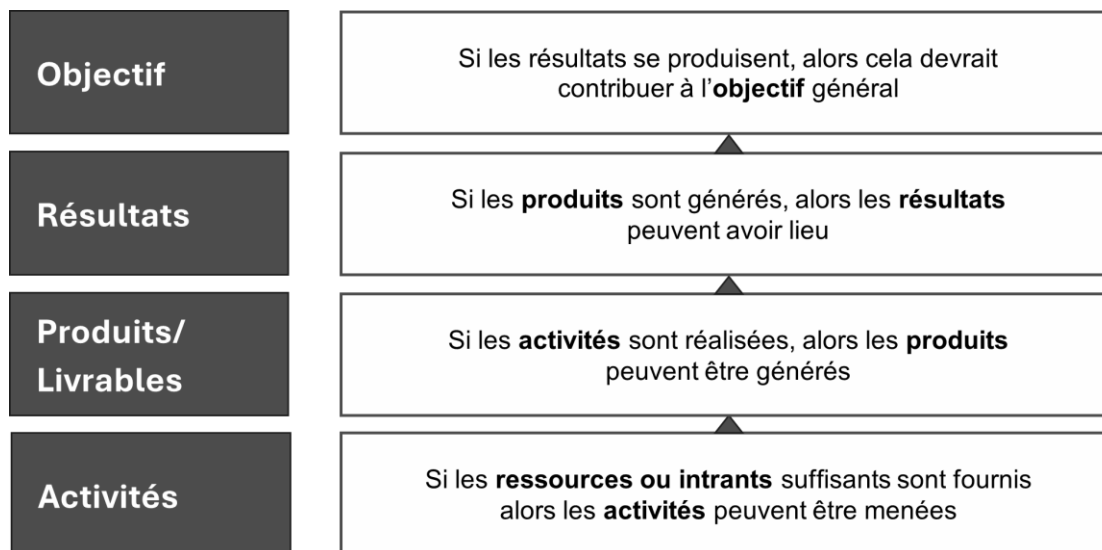 Objectif
Si les résultats se produisent, alors cela devrait
contribuer à l’objectif général
Résultats
Si les produits sont générés, alors les résultats
peuvent avoir lieu
Produits/
Livrables
Si les activités sont réalisées, alors les produits
peuvent être générés
Activités
Si les ressources ou intrants suffisants sont fournis
alors les activités peuvent être menées